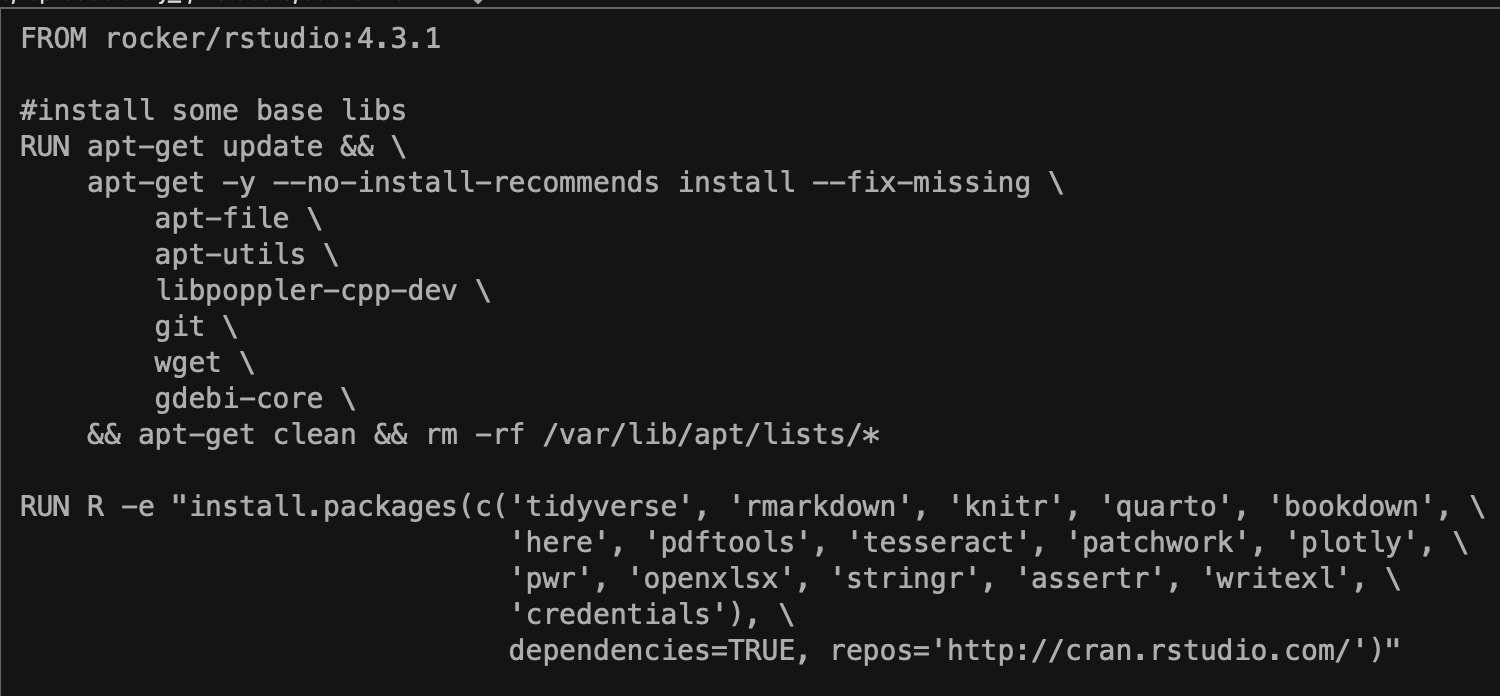 FROM rocker/rstudio:4.3.1
#install some base libs
RUN apt-get update && \
apt-get -y --no-install-recommends install --fix-missing \
apt-file \
apt-utils \
libpoppler-cpp-dev \
git \
wget \
gdebi-core \
&& apt-get clean && rm -rf /var/lib/apt/lists/*
RUN R -e "install.packages(c('tidyverse', 'rmarkdown', 'knitr', 'quarto', 'bookdown', \
'here', 'pdftools', 'tesseract', 'patchwork', 'plotly', \
'pwr', 'openxlsx', 'stringr', 'assertr', 'writexl', \
'credentials'), \
dependencies=TRUE, repos='http://cran.rstudio.com/')"